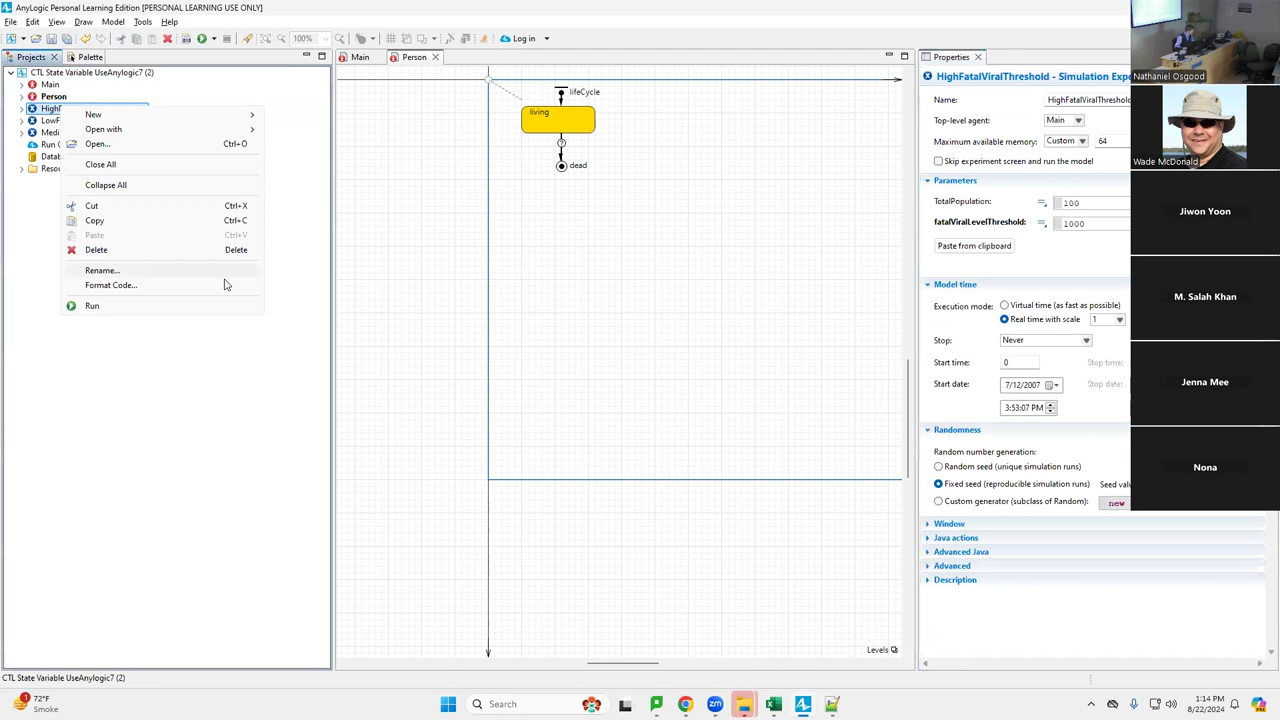 AnyLogic Personal Learning Edition [PERSONAL LEARNING USE ONLY]
File Edit View Draw Model Tools Help
100% Log in
Projects Palette Main Person Properties
CTL State Variable UseAnylogic7 (2)
Main
Person
HighF
LowF
Medi
Run C
Datab
Resou
New
Open with
Open... Ctrl+O
Close All
Collapse All
Cut Ctrl+X
Copy Ctrl+C
Paste Ctrl+V
Delete Delete
Rename...
Format Code...
Run
lifeCycle
living
?
dead
Levels
HighFatalViralThreshold - Simulation Expe
Name: HighFatalViralThreshold
Top-level agent: Main
Maximum available memory: Custom 64
Skip experiment screen and run the model
Parameters
TotalPopulation: 100
fatalViralLevelThreshold: 1000
Paste from clipboard
Model time
Execution mode: Virtual time (as fast as possible)
Real time with scale 1
Stop: Never
Start time: 0 Stop time:
Start date: 7/12/2007 Stop date:
3:53:07 PM
Randomness
Random number generation:
Random seed (unique simulation runs)
Fixed seed (reproducible simulation runs) Seed valu
Custom generator (subclass of Random): new
Window
Java actions
Advanced Java
Advanced
Description
Nathaniel Osgood
Wade McDonald
Jiwon Yoon
M. Salah Khan
Jenna Mee
Nona
CTL State Variable UseAnylogic7 (2)
1
72°F
Smoke
Search
1:14 PM
8/22/2024